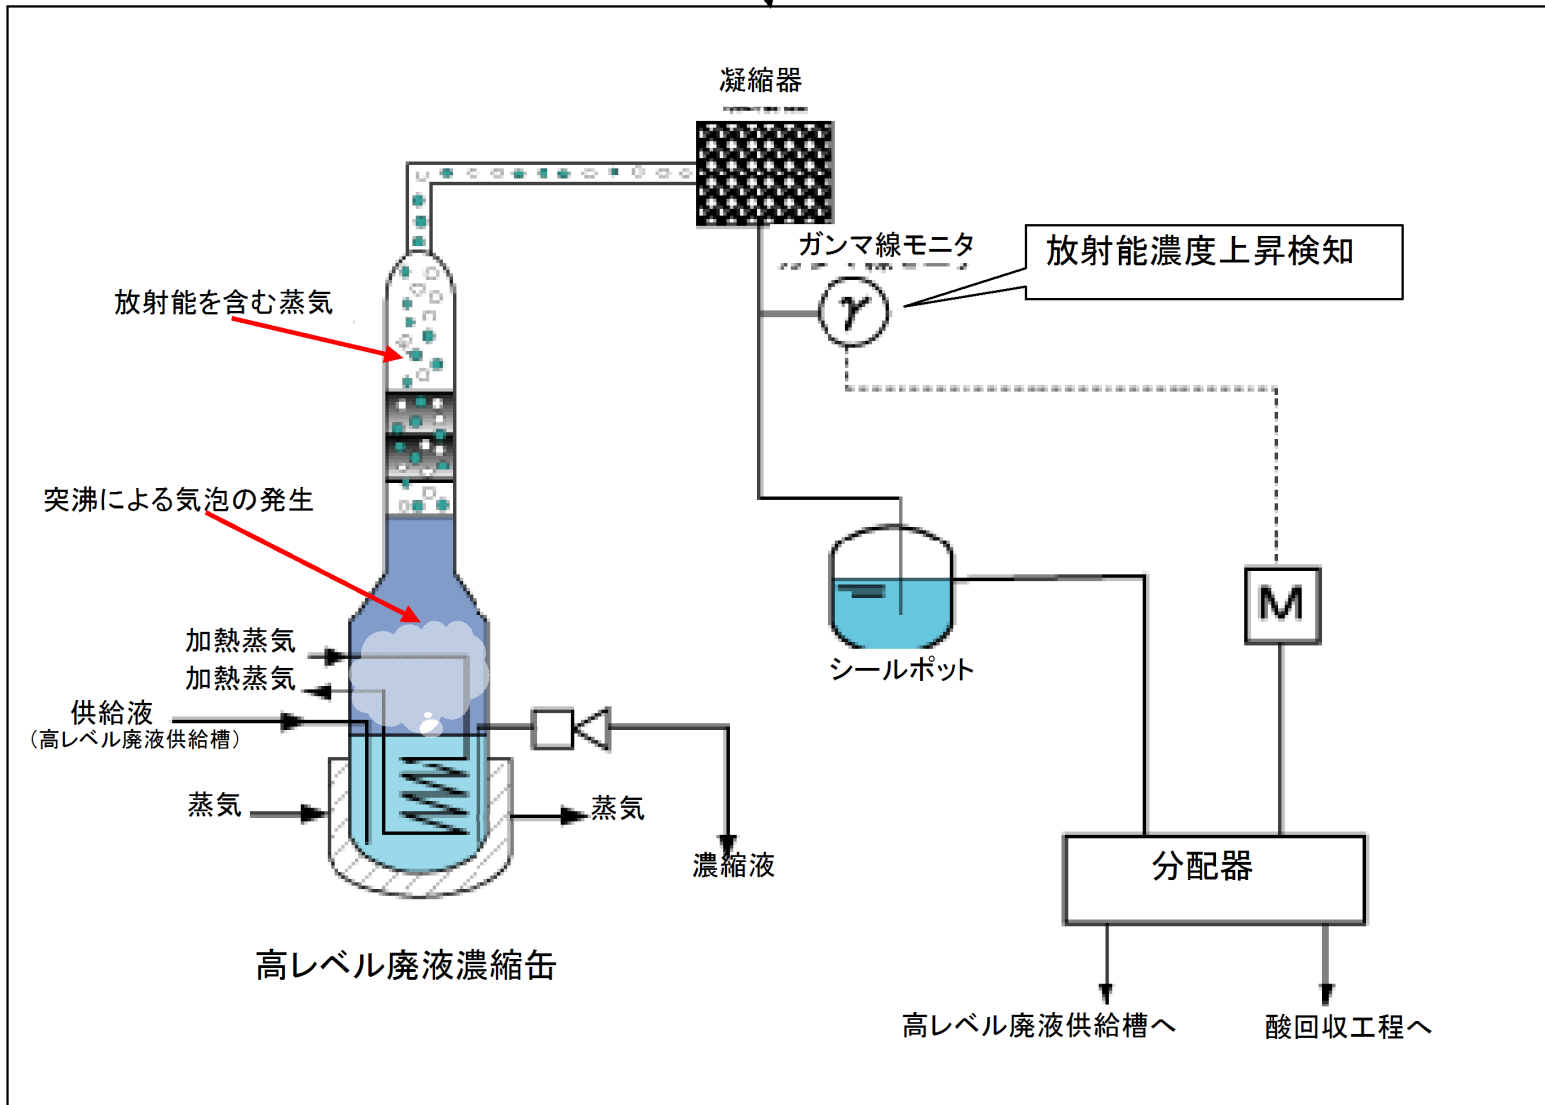 凝縮器
ガンマ線モニタ
放射能濃度上昇検知
γ
放射能を含む蒸気
突沸による気泡の発生
加熱蒸気
加熱蒸気
供給液
（高レベル廃液供給槽）
蒸気
蒸気
濃縮液
シールポット
M
分配器
高レベル廃液濃縮缶
高レベル廃液供給槽へ
酸回収工程へ